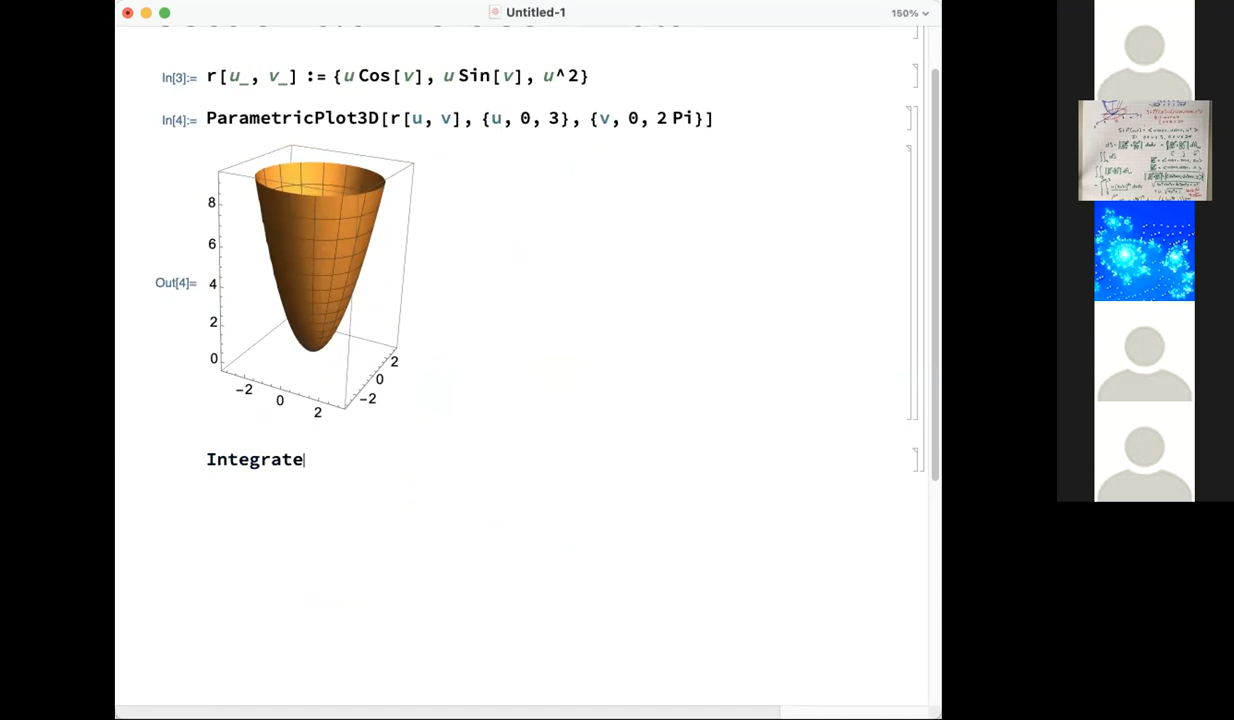 Untitled-1
150%
In[3]:= r[u_, v_] := {u Cos[v], u Sin[v], u^2}
In[4]:= ParametricPlot3D[r[u, v], {u, 0, 3}, {v, 0, 2 Pi}]
Out[4]=
8
6
4
2
0
-2
0
2
-2
0
2
Integrate